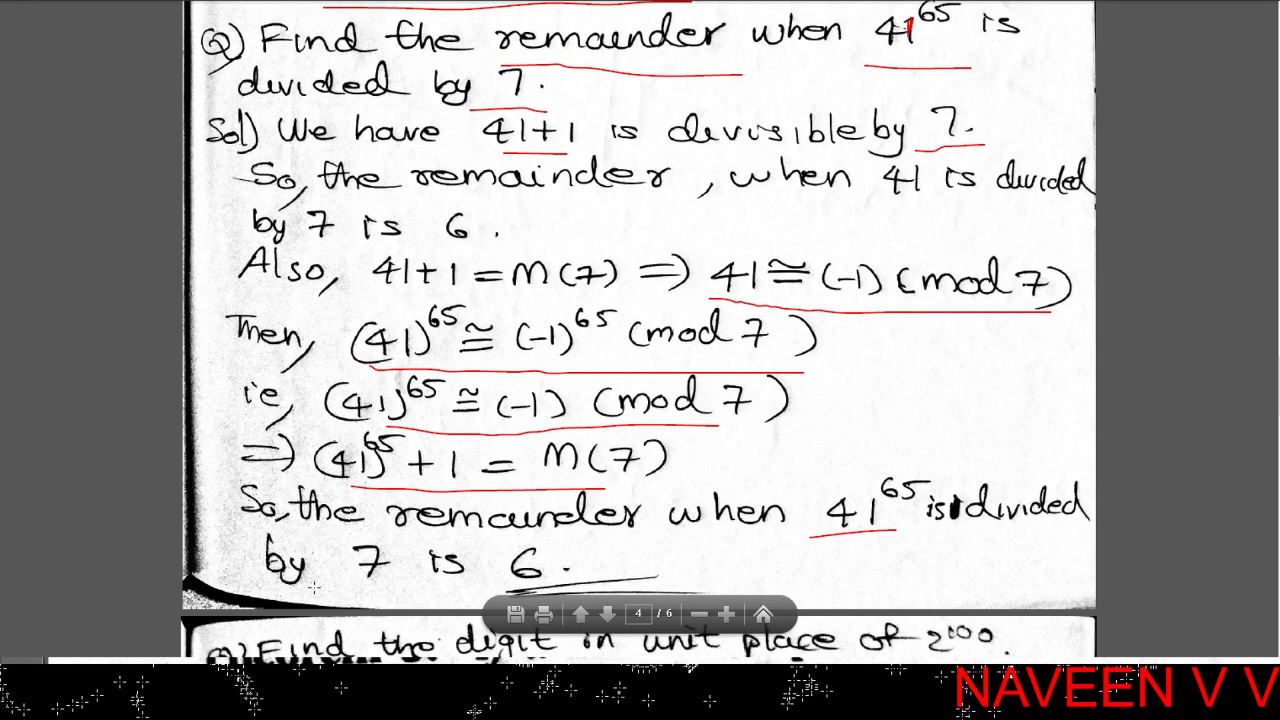 Q) Find the remainder when 41^65 is
divided by 7.
Sol) We have 41+1 is devisible by 7.
So, the remainder, when 41 is divided
by 7 is 6.
Also, 41+1 = M(7) ⇒ 41 ≅ (-1) (mod 7)
Then, (41)^65 ≅ (-1)^65 (mod 7)
ie, (41)^65 ≅ (-1) (mod 7)
⇒ (41)^65 + 1 = M(7)
So, the remainder when 41^65 is divided
by 7 is 6.
4 / 6
Q) Find the digit in unit place of 2^100.
NAVEEN V V